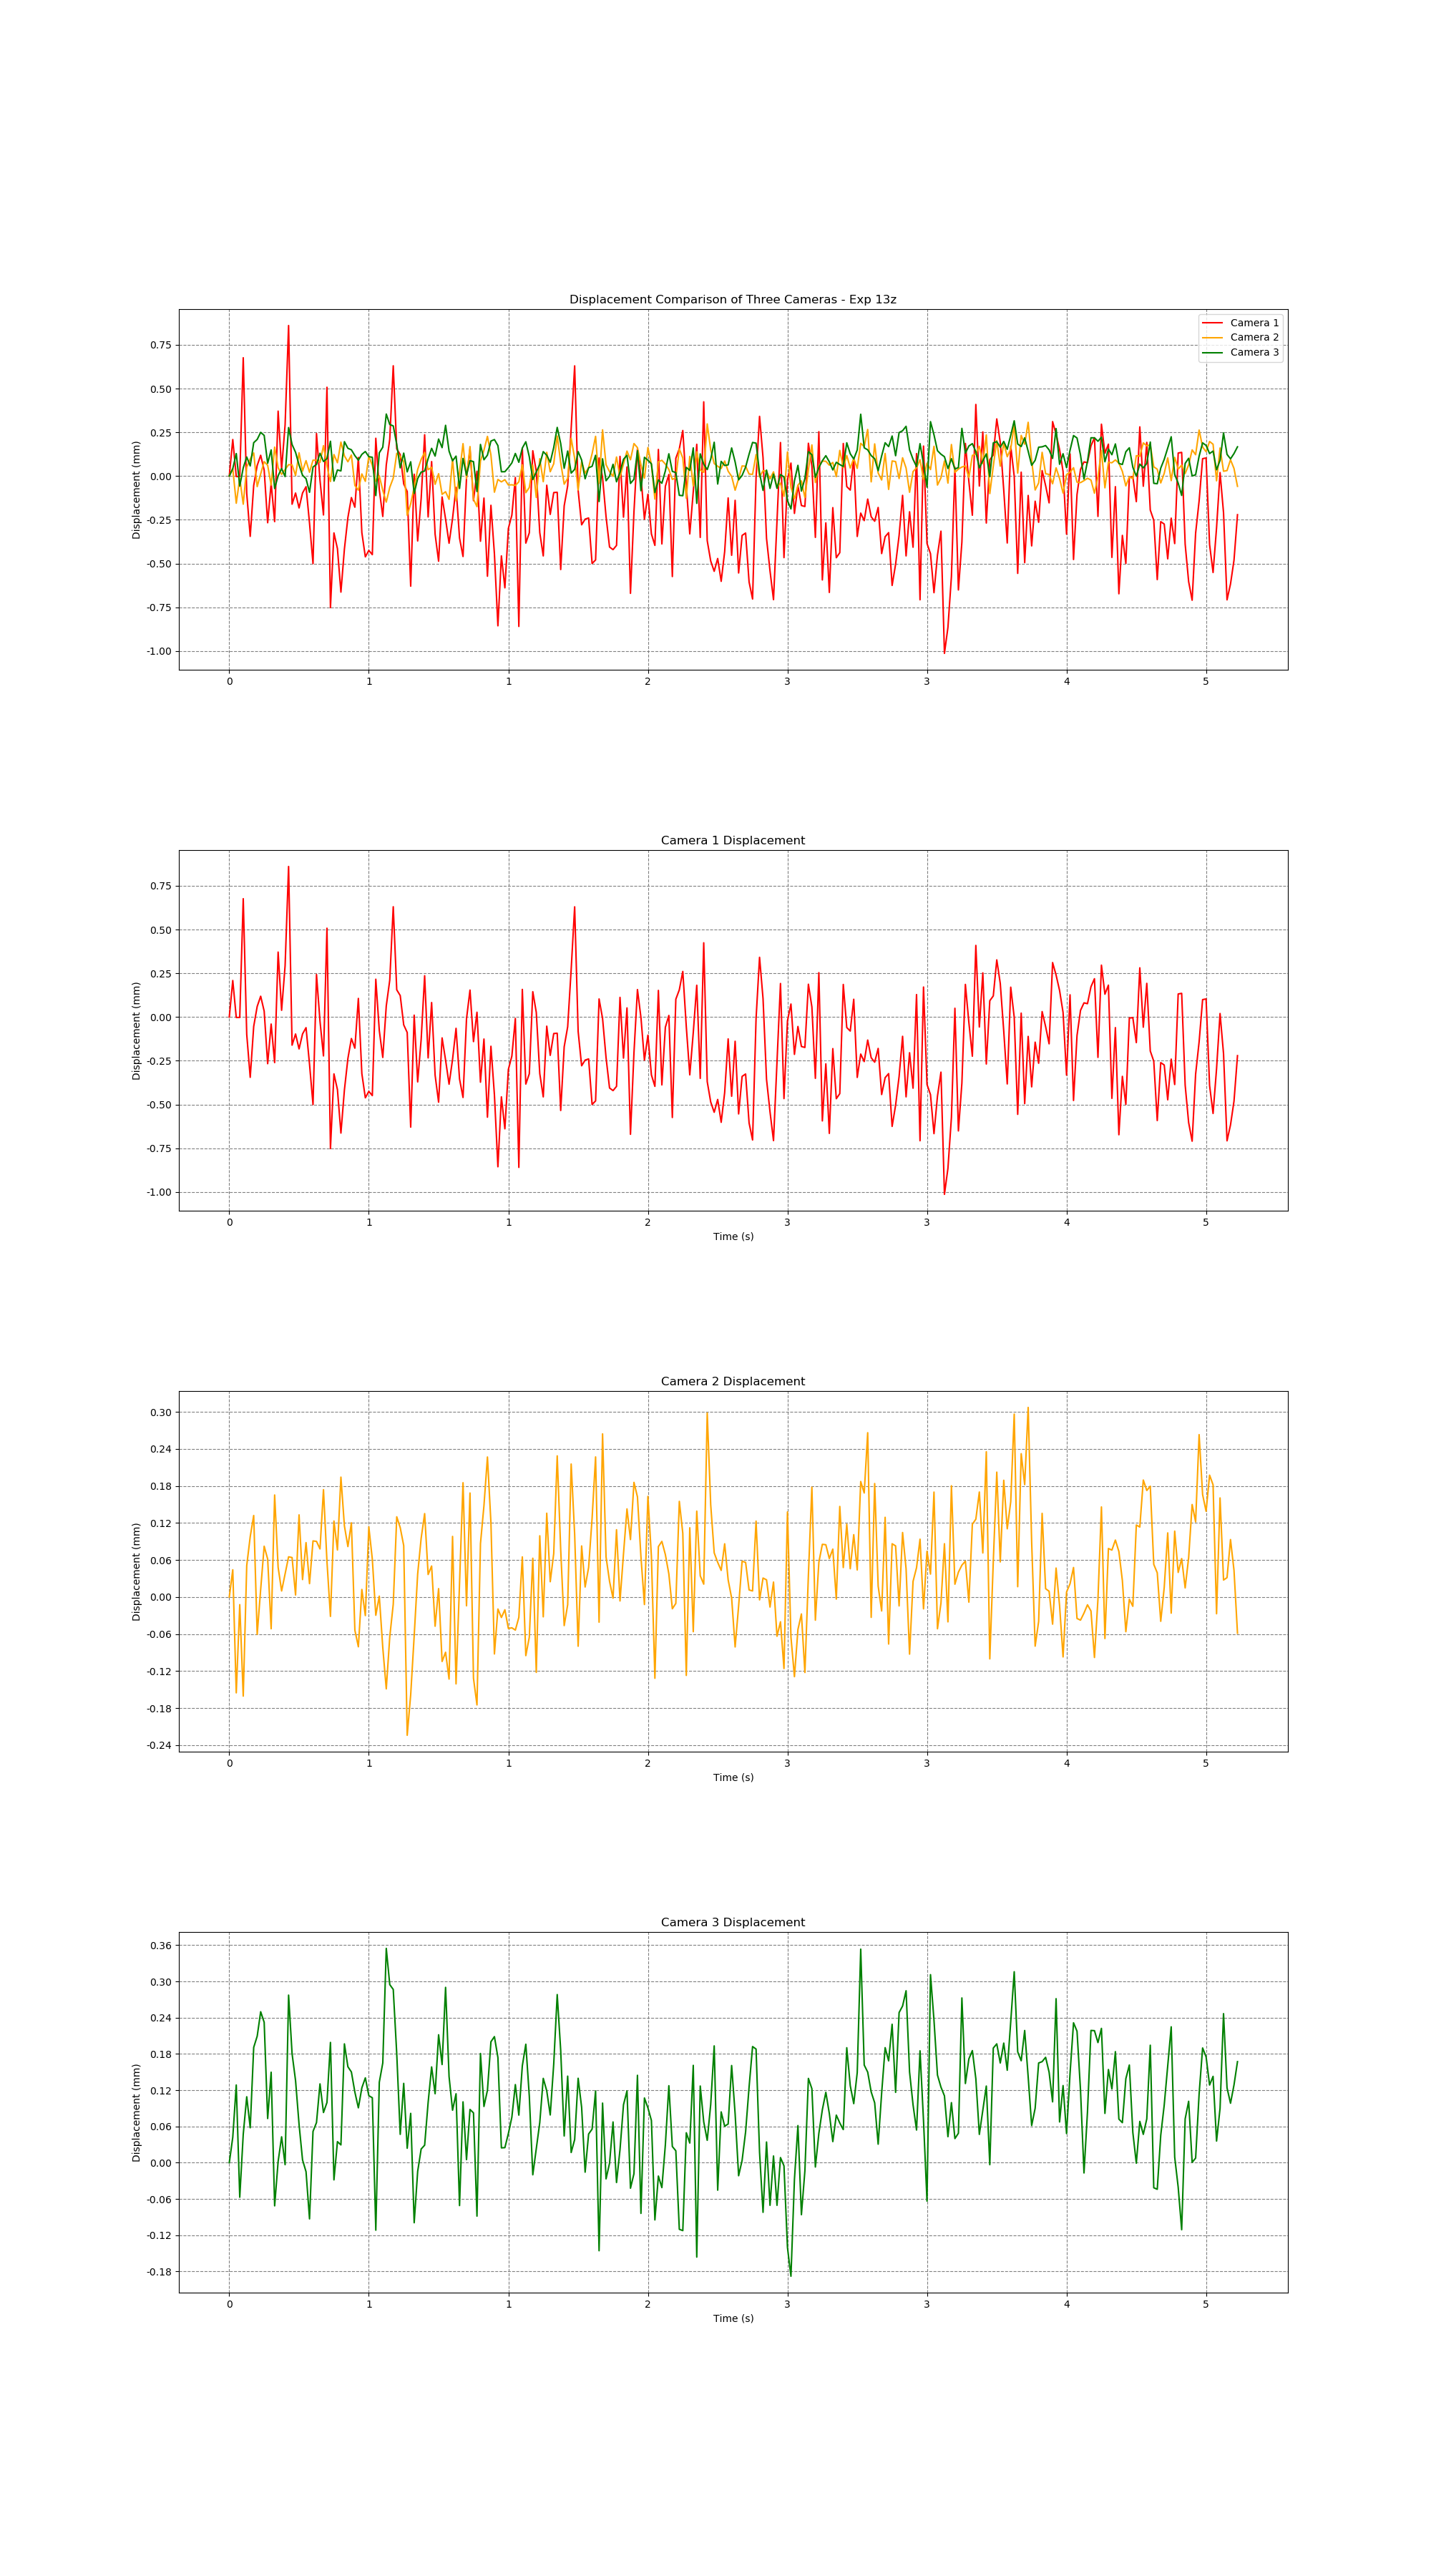 Displacement Comparison of Three Cameras - Exp 13z
Camera 1
Camera 2
Camera 3
Displacement (mm)
0.75
0.50
0.25
0.00
-0.25
-0.50
-0.75
-1.00
0 1 1 2 3 3 4 5
Camera 1 Displacement
Displacement (mm)
0.75
0.50
0.25
0.00
-0.25
-0.50
-0.75
-1.00
0 1 1 2 3 3 4 5
Time (s)
Camera 2 Displacement
Displacement (mm)
0.30
0.24
0.18
0.12
0.06
0.00
-0.06
-0.12
-0.18
-0.24
0 1 1 2 3 3 4 5
Time (s)
Camera 3 Displacement
Displacement (mm)
0.36
0.30
0.24
0.18
0.12
0.06
0.00
-0.06
-0.12
-0.18
0 1 1 2 3 3 4 5
Time (s)